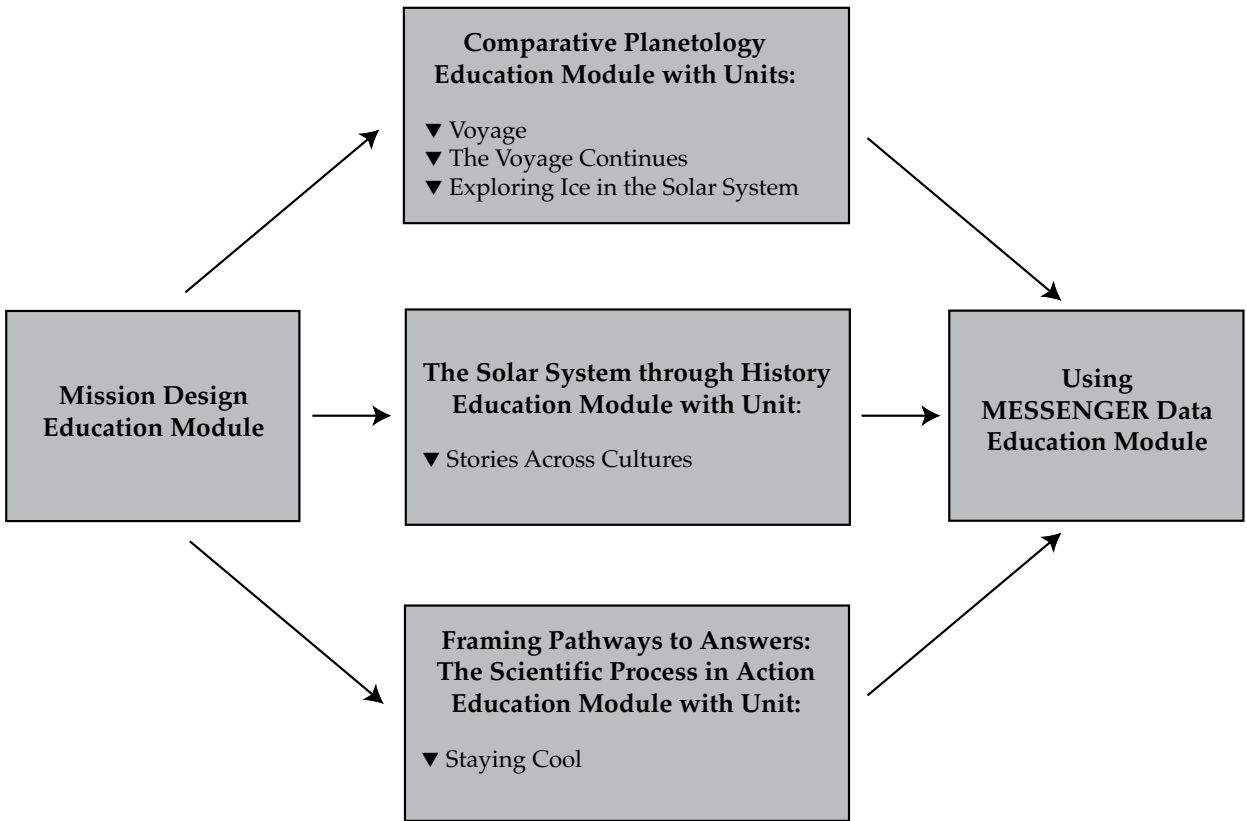 Comparative Planetology
Education Module with Units:
▼ Voyage
▼ The Voyage Continues
▼ Exploring Ice in the Solar System
Mission Design
Education Module
The Solar System through History
Education Module with Unit:
▼ Stories Across Cultures
Using
MESSENGER Data
Education Module
Framing Pathways to Answers:
The Scientific Process in Action
Education Module with Unit:
▼ Staying Cool